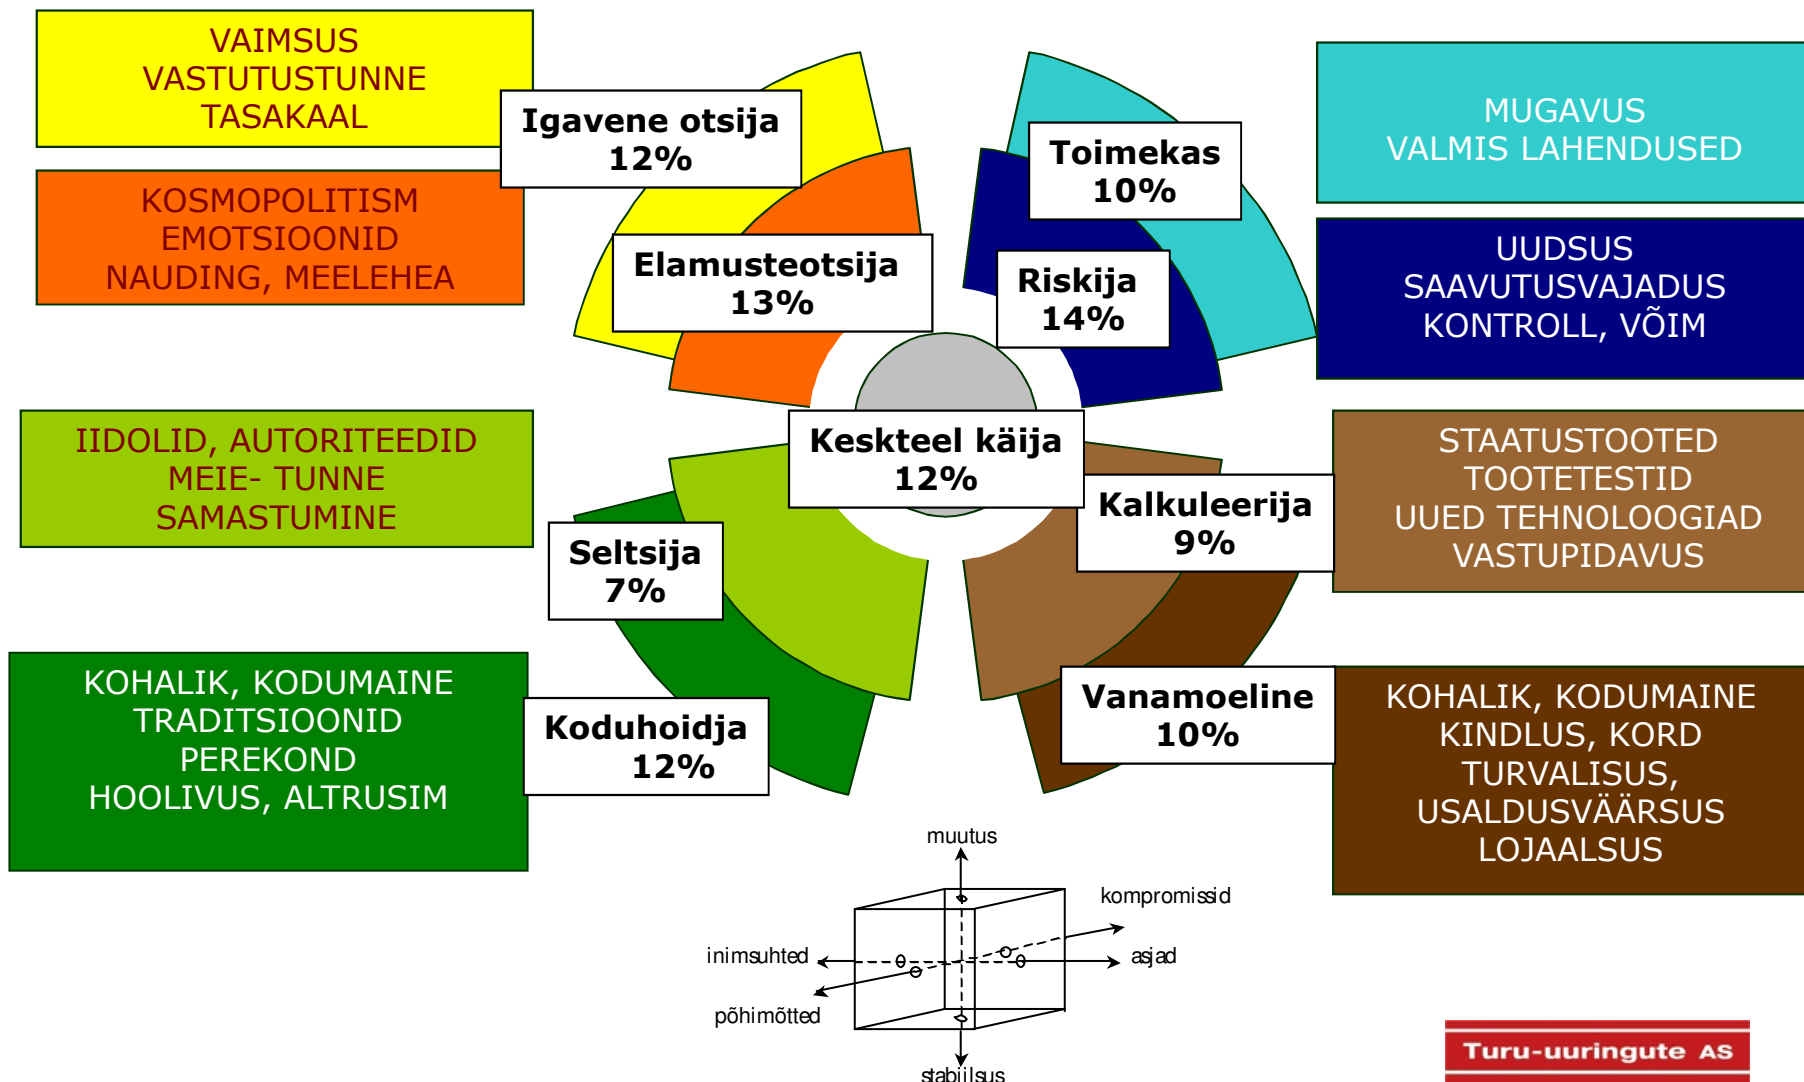 VAIMSUS
VASTUTUSTUNNE
TASAKAAL
Igavene otsija
12%
KOSMOPOLITISM
EMOTSIOONID
NAUDING, MEELEHEA
Elamusteotsija
13%
Toimekas
10%
MUGAVUS
VALMIS LAHENDUSED
Riskija
14%
UUDSUS
SAAVUTUSVAJADUS
KONTROLL, VÕIM
IIDOLID, AUTORITEEDID
MEIE- TUNNE
SAMASTUMINE
Keskteel käija
12%
STAATUSTOOTED
TOOTETESTID
UUED TEHNOLOOGIAD
VASTUPIDAVUS
Kalkuleerija
9%
Seltsija
7%
KOHALIK, KODUMAINE
TRADITSIOONID
PEREKOND
HOOLIVUS, ALTRUSIM
Koduhoidja
12%
Vanamoeline
10%
KOHALIK, KODUMAINE
KINDLUS, KORD
TURVALISUS,
USALDUSVÄÄRSUS
LOJAALSUS
muutus
kompromissid
inimsuhted
asjad
põhimõtted
stabiilsus
Turu-uuringute AS